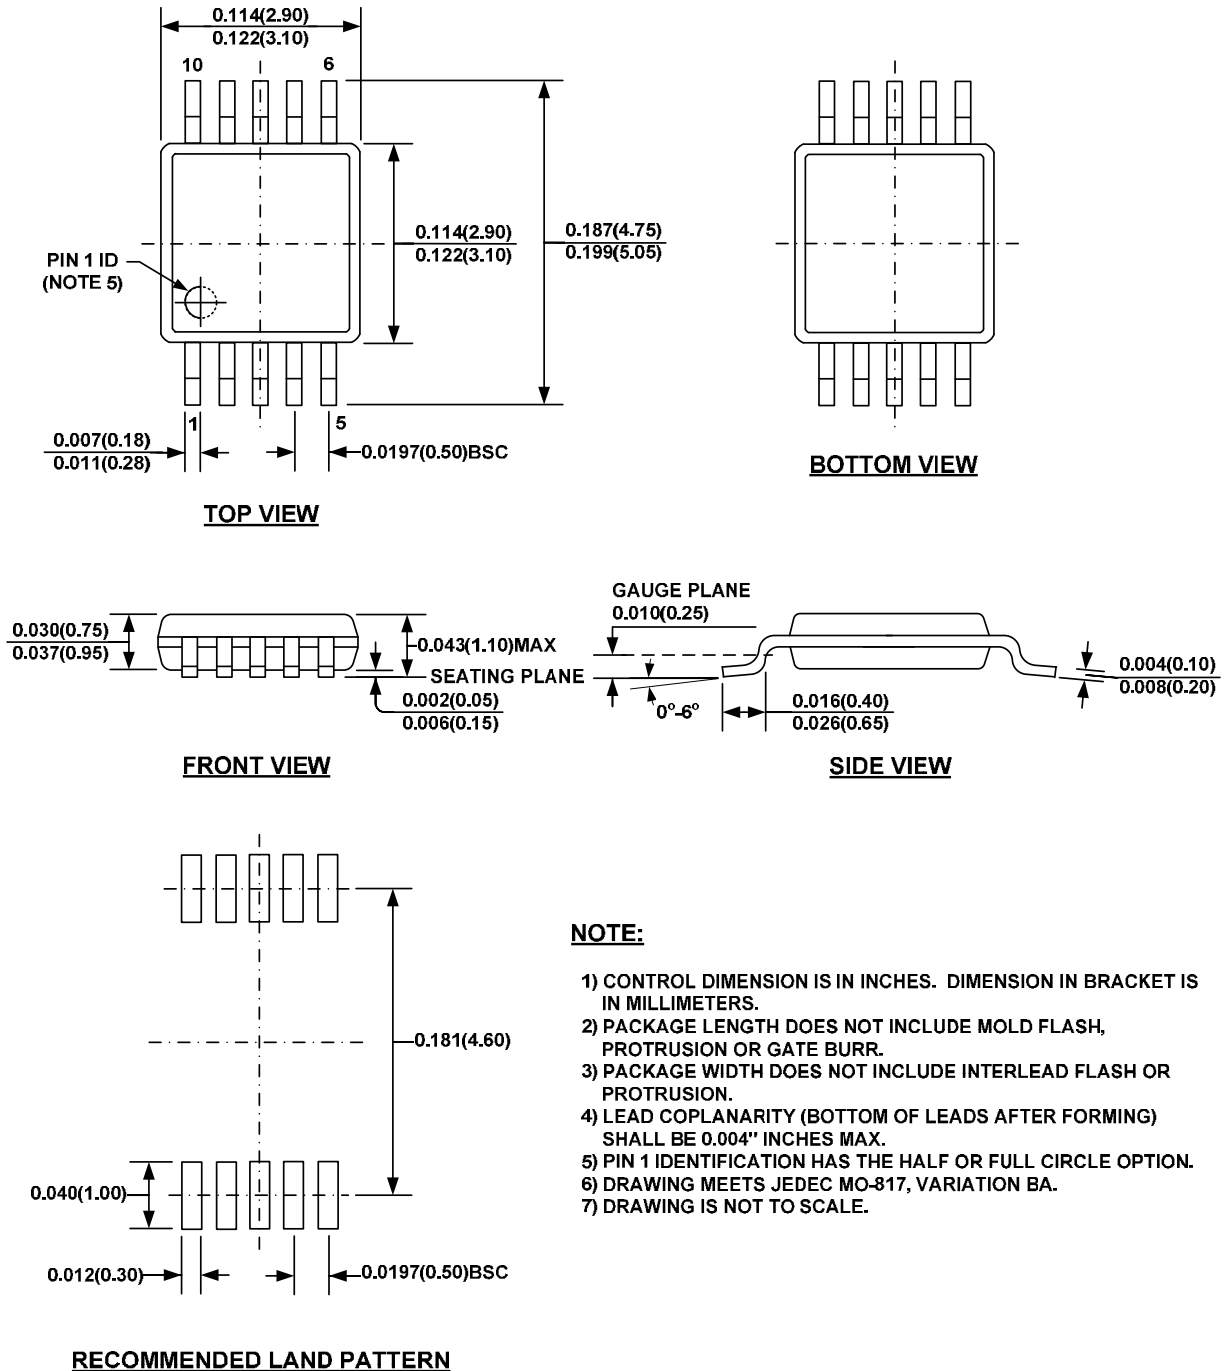 0.114(2.90)
0.122(3.10)
10
6
0.114(2.90)
0.122(3.10)
0.187(4.75)
0.199(5.05)
PIN 1 ID
(NOTE 5)
1
5
0.007(0.18)
0.011(0.28)
0.0197(0.50)BSC
TOP VIEW
BOTTOM VIEW
0.030(0.75)
0.037(0.95)
0.043(1.10)MAX
SEATING PLANE
0.002(0.05)
0.006(0.15)
FRONT VIEW
GAUGE PLANE
0.010(0.25)
0°-6°
0.016(0.40)
0.026(0.65)
0.004(0.10)
0.008(0.20)
SIDE VIEW
0.181(4.60)
0.040(1.00)
0.012(0.30)
0.0197(0.50)BSC
RECOMMENDED LAND PATTERN
NOTE:
1) CONTROL DIMENSION IS IN INCHES. DIMENSION IN BRACKET IS
IN MILLIMETERS.
2) PACKAGE LENGTH DOES NOT INCLUDE MOLD FLASH,
PROTRUSION OR GATE BURR.
3) PACKAGE WIDTH DOES NOT INCLUDE INTERLEAD FLASH OR
PROTRUSION.
4) LEAD COPLANARITY (BOTTOM OF LEADS AFTER FORMING)
SHALL BE 0.004" INCHES MAX.
5) PIN 1 IDENTIFICATION HAS THE HALF OR FULL CIRCLE OPTION.
6) DRAWING MEETS JEDEC MO-817, VARIATION BA.
7) DRAWING IS NOT TO SCALE.